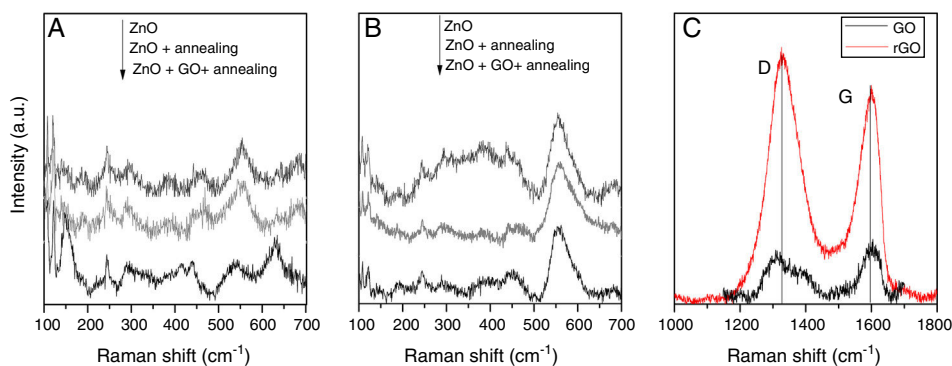 A
ZnO
ZnO + annealing
ZnO + GO+ annealing
Intensity (a.u.)
100 200 300 400 500 600 700
Raman shift (cm⁻¹)
B
ZnO
ZnO + annealing
ZnO + GO+ annealing
100 200 300 400 500 600 700
Raman shift (cm⁻¹)
C
GO
rGO
D
G
1000 1200 1400 1600 1800
Raman shift (cm⁻¹)